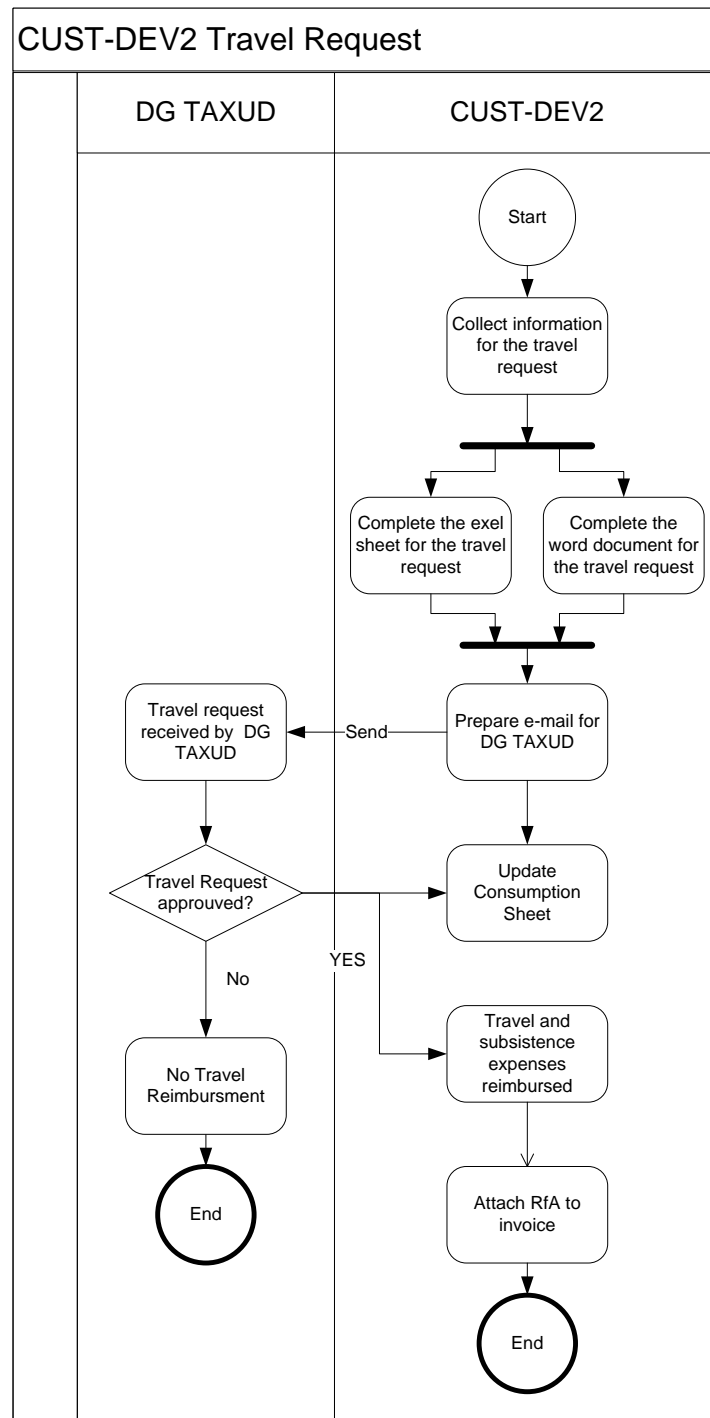 CUST-DEV2 Travel Request
DG TAXUD
CUST-DEV2
Start
Collect information
for the travel
request
Complete the exel
sheet for the travel
request
Complete the
word document for
the travel request
Travel request
received by DG
TAXUD
Send
Prepare e-mail for
DG TAXUD
Travel Request
approuved?
Update
Consumption
Sheet
YES
No
Travel and
subsistence
expenses
reimbursed
No Travel
Reimbursment
End
Attach RfA to
invoice
End